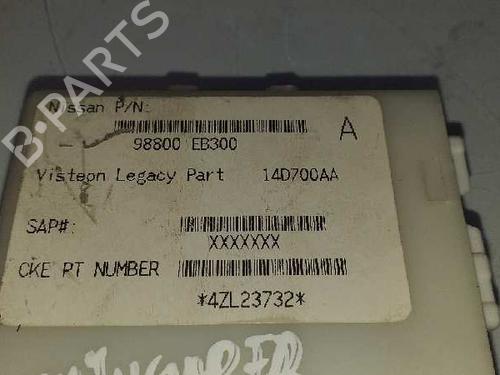 B-PARTS
Nissan P/N:
98800 EB300 A
Visteon Legacy Part 14D700AA
SAP#:
XXXXXXX
CKE PT NUMBER
*4ZL23732*